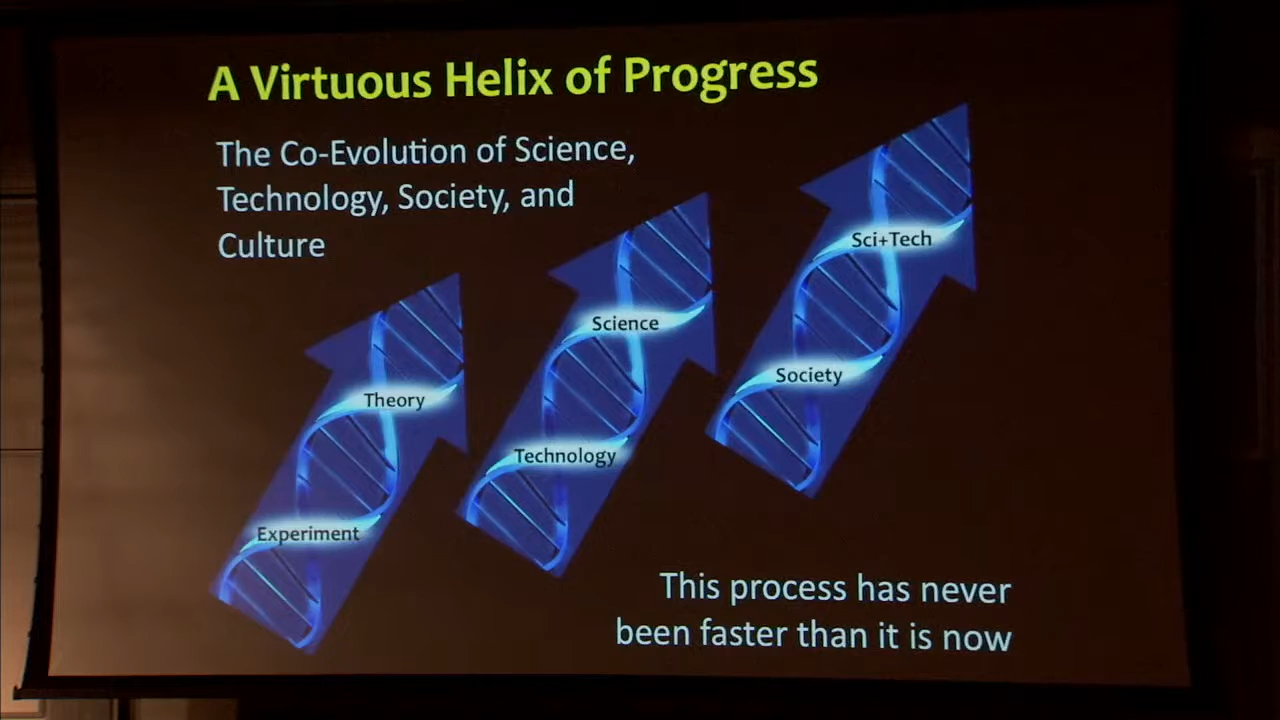 A Virtuous Helix of Progress
The Co-Evolution of Science,
Technology, Society, and
Culture
Theory
Experiment
Science
Technology
Sci+Tech
Society
This process has never
been faster than it is now